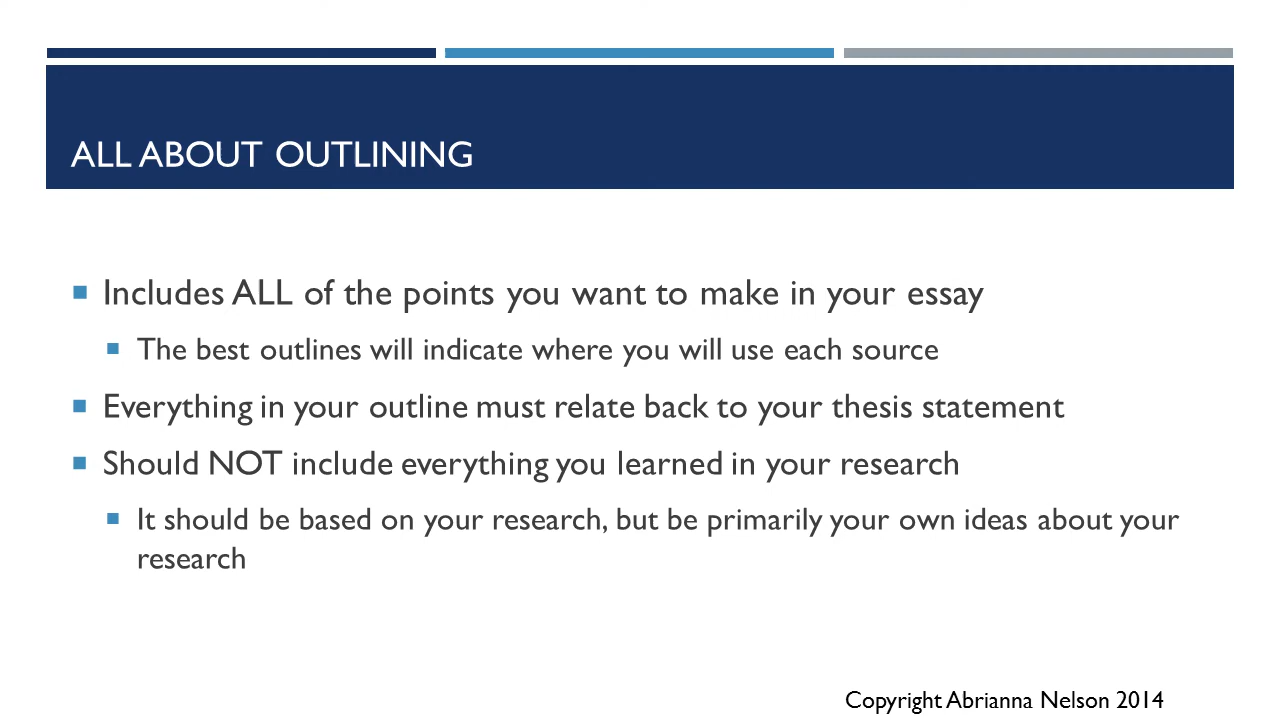 ALL ABOUT OUTLINING
Includes ALL of the points you want to make in your essay
The best outlines will indicate where you will use each source
Everything in your outline must relate back to your thesis statement
Should NOT include everything you learned in your research
It should be based on your research, but be primarily your own ideas about your
research
Copyright Abrianna Nelson 2014